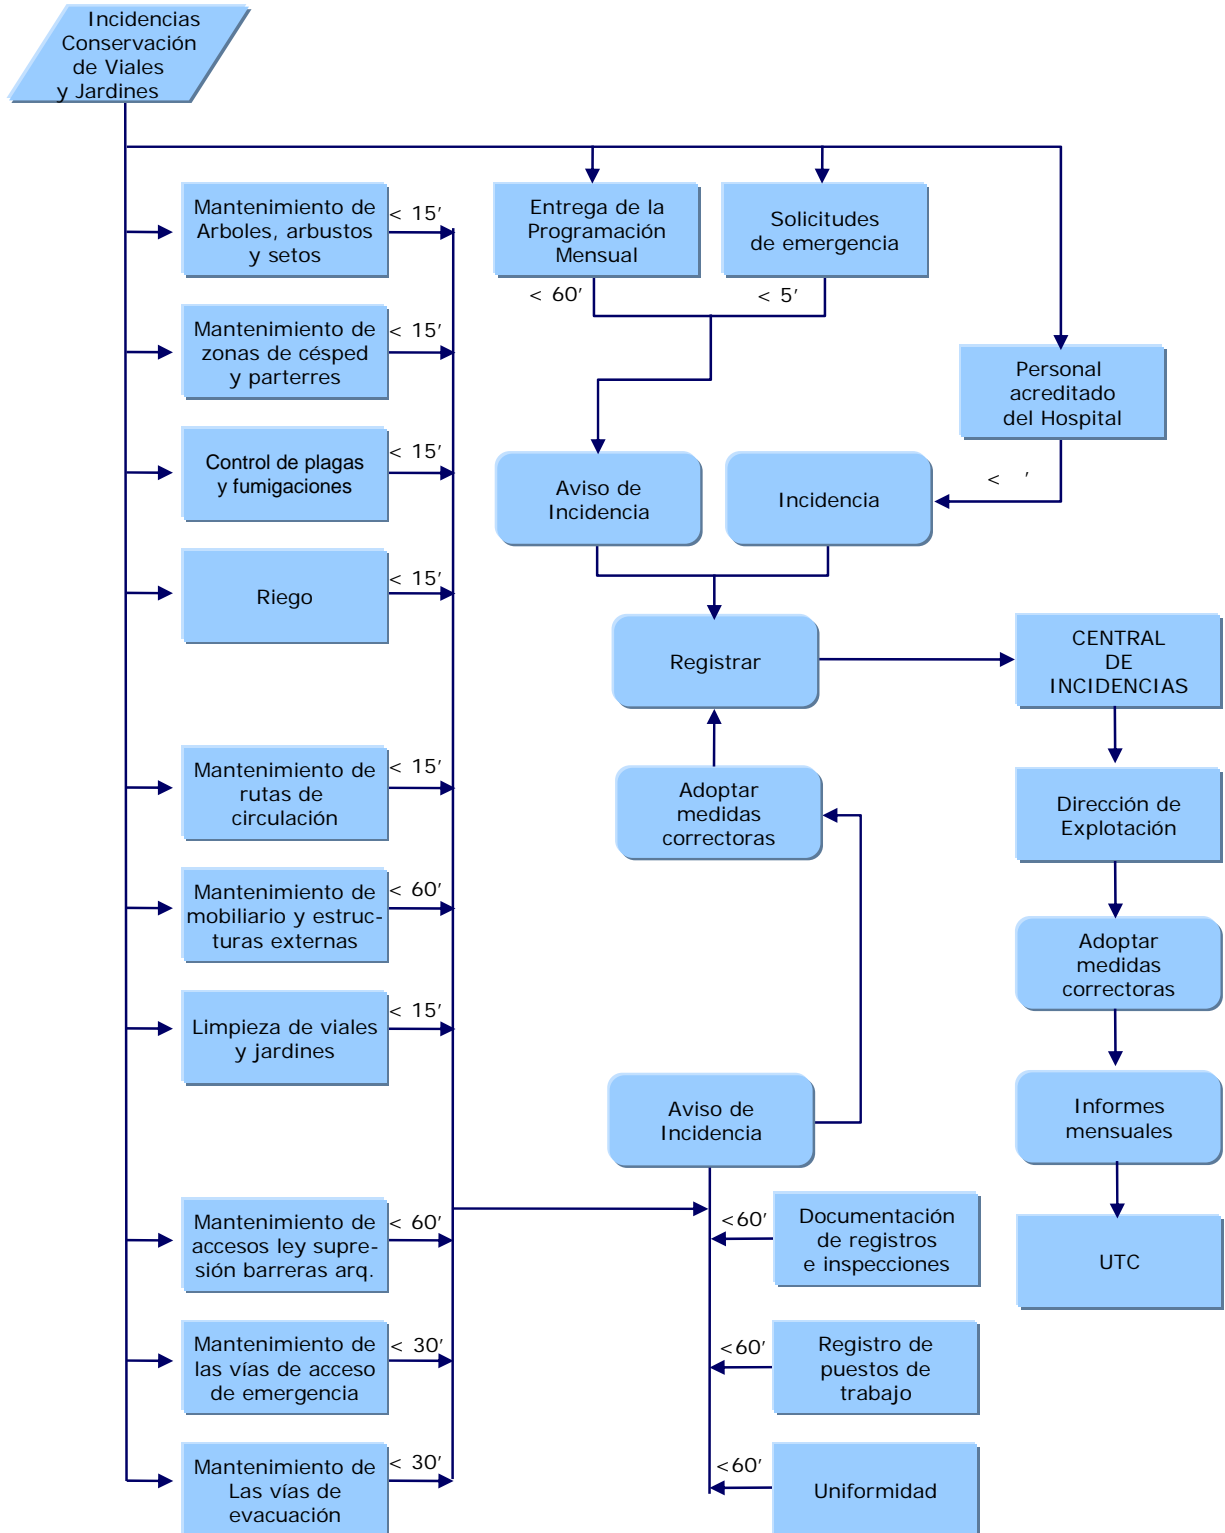 Incidencias
Conservación
de Viales
y Jardines
Mantenimiento de
Arboles, arbustos
y setos
< 15'
Mantenimiento de
zonas de césped
y parterres
< 15'
Control de plagas
y fumigaciones
< 15'
Riego
< 15'
Mantenimiento de
rutas de
circulación
< 15'
Mantenimiento de
mobiliario y estruc-
turas externas
< 60'
Limpieza de viales
y jardines
< 15'
Mantenimiento de
accesos ley supre-
sión barreras arq.
< 60'
Mantenimiento de
las vías de acceso
de emergencia
< 30'
Mantenimiento de
Las vías de
evacuación
< 30'
Entrega de la
Programación
Mensual
< 60'
Solicitudes
de emergencia
< 5'
Personal
acreditado
del Hospital
< '
Aviso de
Incidencia
Incidencia
Registrar
Adoptar
medidas
correctoras
Aviso de
Incidencia
<60'
Documentación
de registros
e inspecciones
<60'
Registro de
puestos de
trabajo
<60'
Uniformidad
CENTRAL
DE
INCIDENCIAS
Dirección de
Explotación
Adoptar
medidas
correctoras
Informes
mensuales
UTC